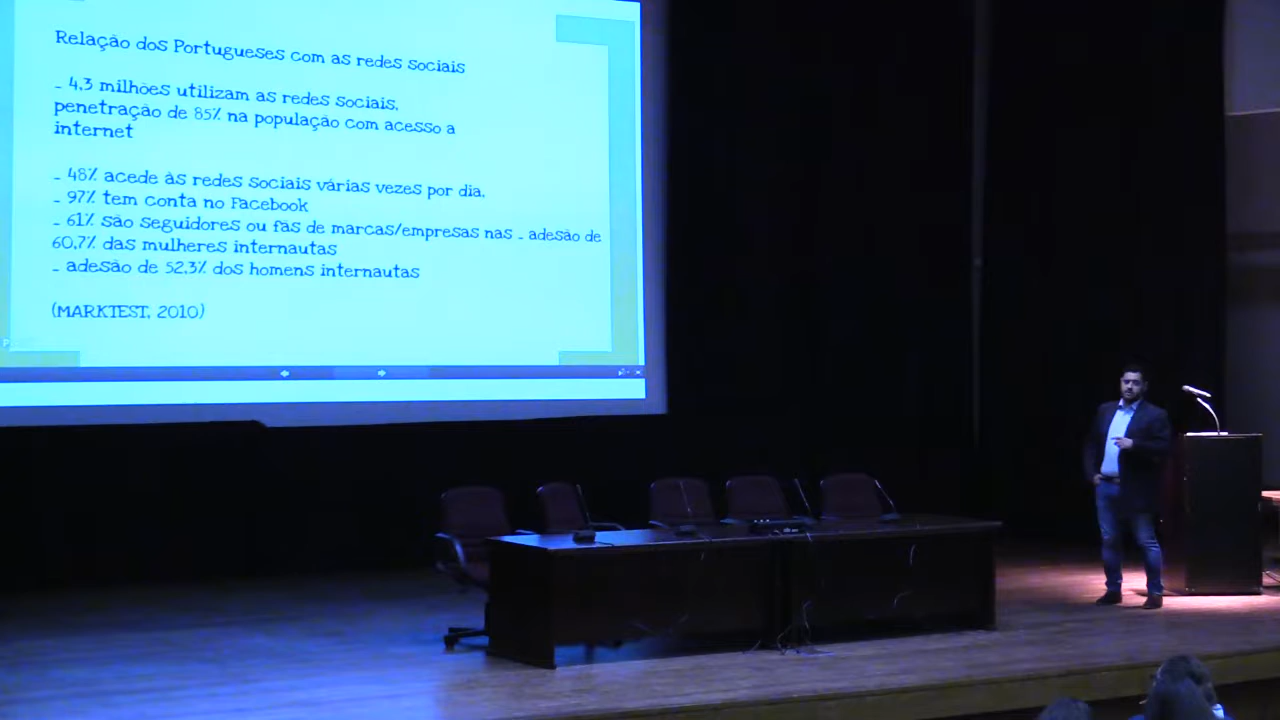 Relação dos Portugueses com as redes sociais
_ 4,3 milhões utilizam as redes sociais,
penetração de 85% na população com acesso a
internet
_ 48% acede às redes sociais várias vezes por dia,
_ 97% tem conta no Facebook
_ 61% são seguidores ou fãs de marcas/empresas nas _ adesão de
60,7% das mulheres internautas
_ adesão de 52,3% dos homens internautas
(MARKTEST, 2010)